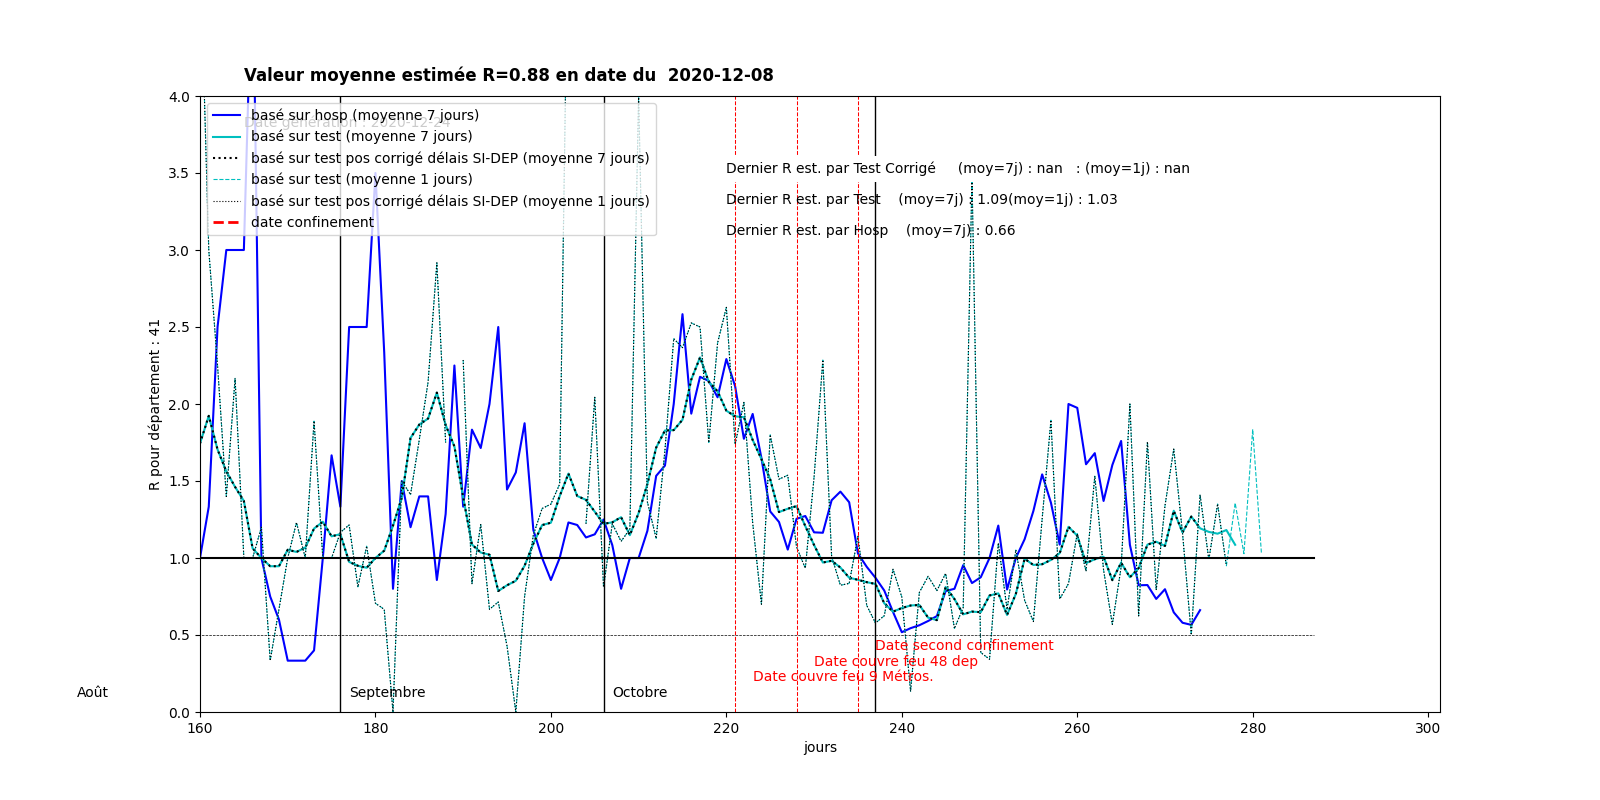 Valeur moyenne estimée R=0.88 en date du  2020-12-08
Date génération : 2020-12-24
basé sur hosp (moyenne 7 jours)
basé sur test (moyenne 7 jours)
basé sur test pos corrigé délais SI-DEP (moyenne 7 jours)
basé sur test (moyenne 1 jours)
basé sur test pos corrigé délais SI-DEP (moyenne 1 jours)
date confinement
Dernier R est. par Test Corrigé     (moy=7j) : nan   : (moy=1j) : nan
Dernier R est. par Test    (moy=7j) : 1.09(moy=1j) : 1.03
Dernier R est. par Hosp    (moy=7j) : 0.66
4.0
3.5
3.0
2.5
2.0
1.5
1.0
0.5
0.0
R pour département : 41
Date second confinement
Date couvre feu 48 dep
Date couvre feu 9 Métros.
Août
Septembre
Octobre
160 180 200 220 240 260 280 300
jours